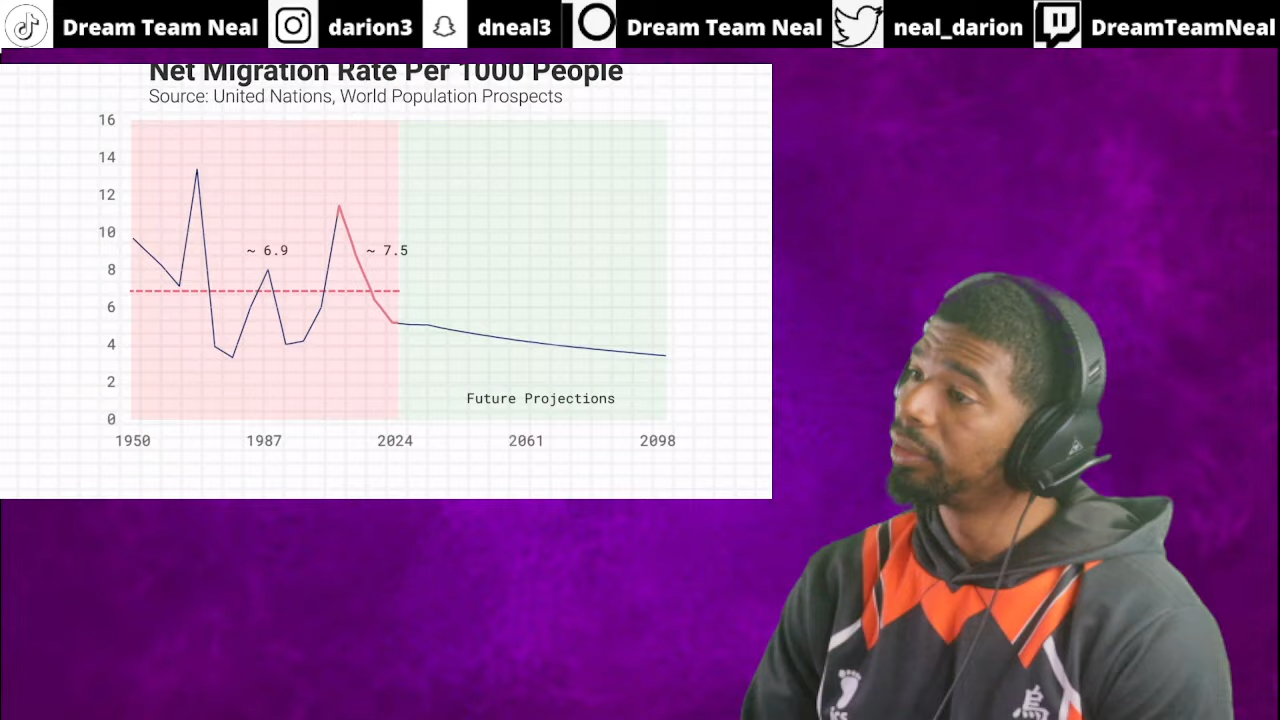 Dream Team Neal darion3 dneal3 Dream Team Neal neal_darion DreamTeamNeal
Net Migration Rate Per 1000 People
Source: United Nations, World Population Prospects
16
14
12
10
8
6
4
2
0
~ 6.9
~ 7.5
Future Projections
1950 1987 2024 2061 2098
烏